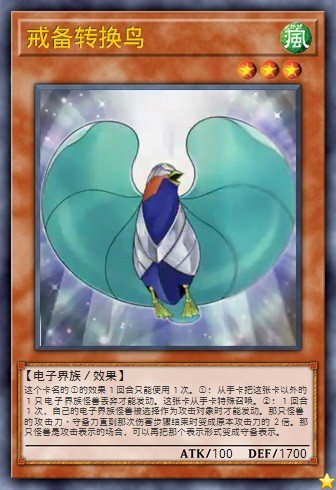 戒备转换鸟
風
【电子界族／效果】
这个卡名的①的效果1回合只能使用1次。①：从手卡把这张卡以外的
1只电子界族怪兽丢弃才能发动。这张卡从手卡特殊召唤。②：1回合
1次，自己的电子界族怪兽被选择作为攻击对象时才能发动。那只怪兽
的攻击力·守备力直到那次伤害步骤结束时变成原本攻击力的2倍。那
只怪兽是攻击表示的场合，可以再把那个表示形式变成守备表示。
ATK/100 DEF/1700